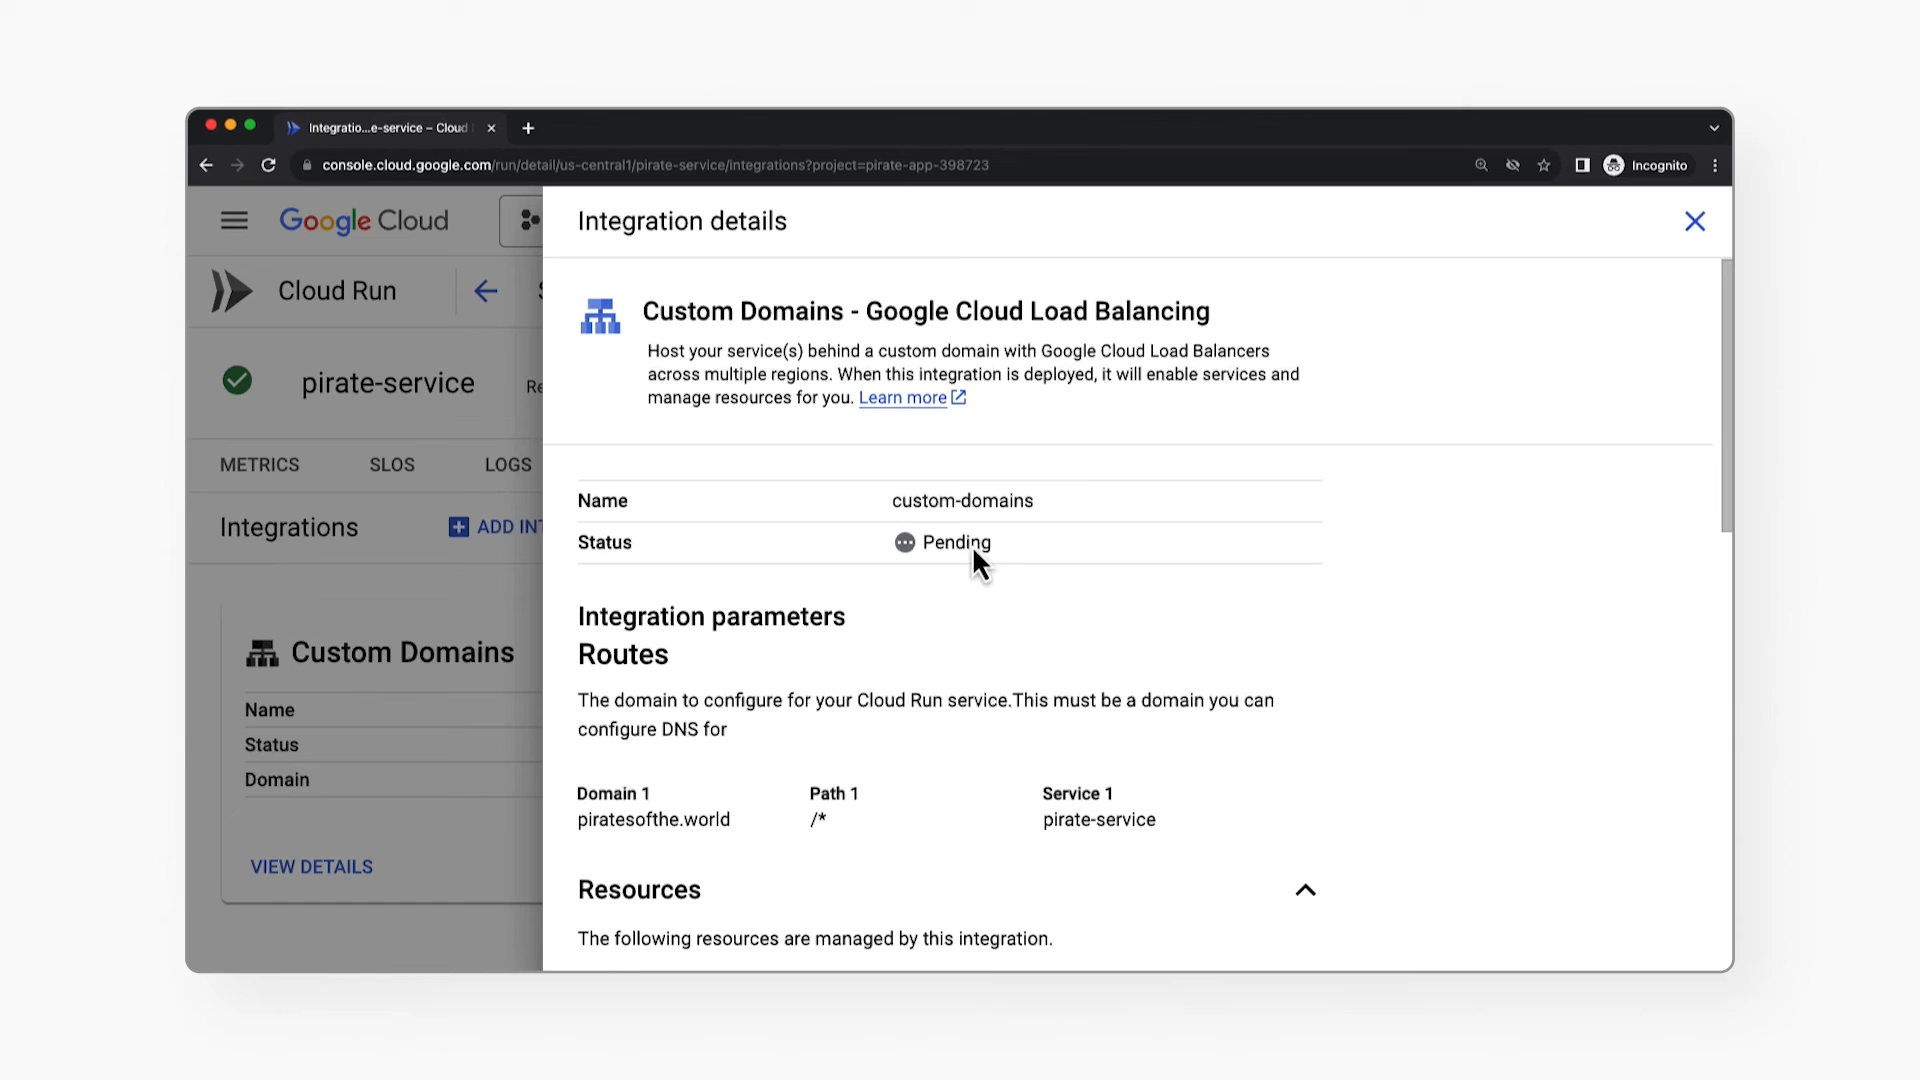 Integratio...e-service – Cloud
console.cloud.google.com/run/detail/us-central1/pirate-service/integrations?project=pirate-app-398723
Incognito
Google Cloud
Cloud Run
pirate-service
METRICS
SLOS
LOGS
Integrations
ADD INT
Custom Domains
Name
Status
Domain
VIEW DETAILS
Integration details
Custom Domains - Google Cloud Load Balancing
Host your service(s) behind a custom domain with Google Cloud Load Balancers
across multiple regions. When this integration is deployed, it will enable services and
manage resources for you. Learn more
Name custom-domains
Status Pending
Integration parameters
Routes
The domain to configure for your Cloud Run service.This must be a domain you can
configure DNS for
Domain 1 Path 1 Service 1
piratesofthe.world /* pirate-service
Resources
The following resources are managed by this integration.